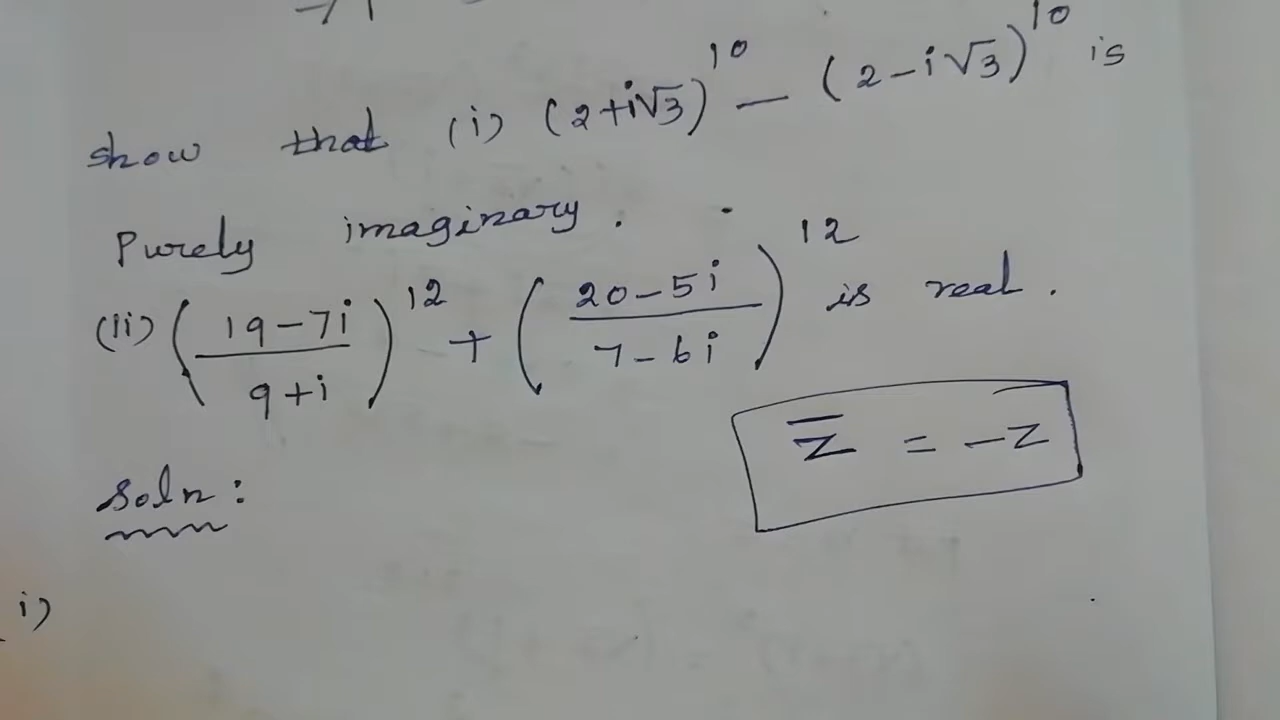 show that (i) (2+i√3)^10 — (2-i√3)^10 is
Purely imaginary.
(ii) ((19-7i)/(9+i))^12 + ((20-5i)/(7-6i))^12 is real.
z̅ = -z
Soln:
i)